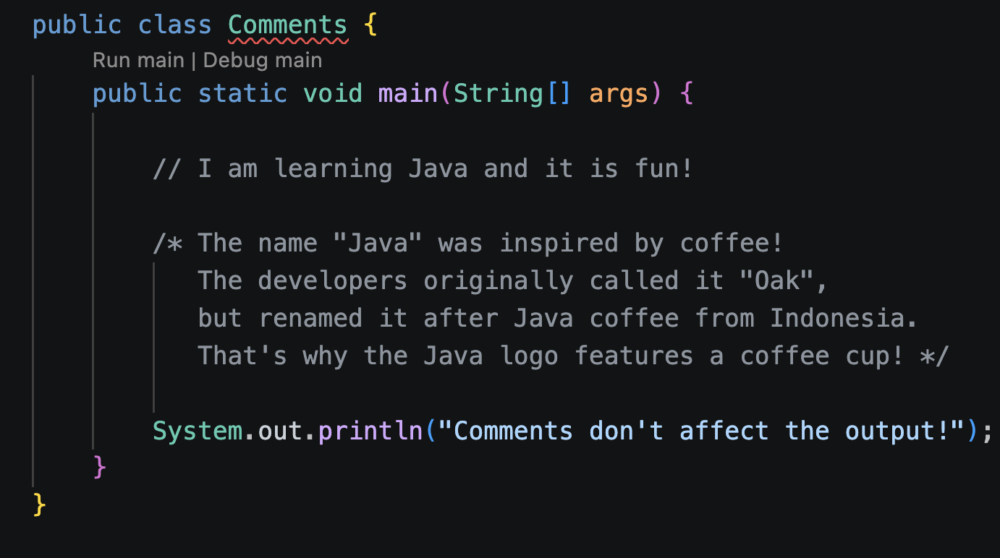 public class Comments {
Run main | Debug main
public static void main(String[] args) {
// I am learning Java and it is fun!
/* The name "Java" was inspired by coffee!
The developers originally called it "Oak",
but renamed it after Java coffee from Indonesia.
That's why the Java logo features a coffee cup! */
System.out.println("Comments don't affect the output!");
}
}